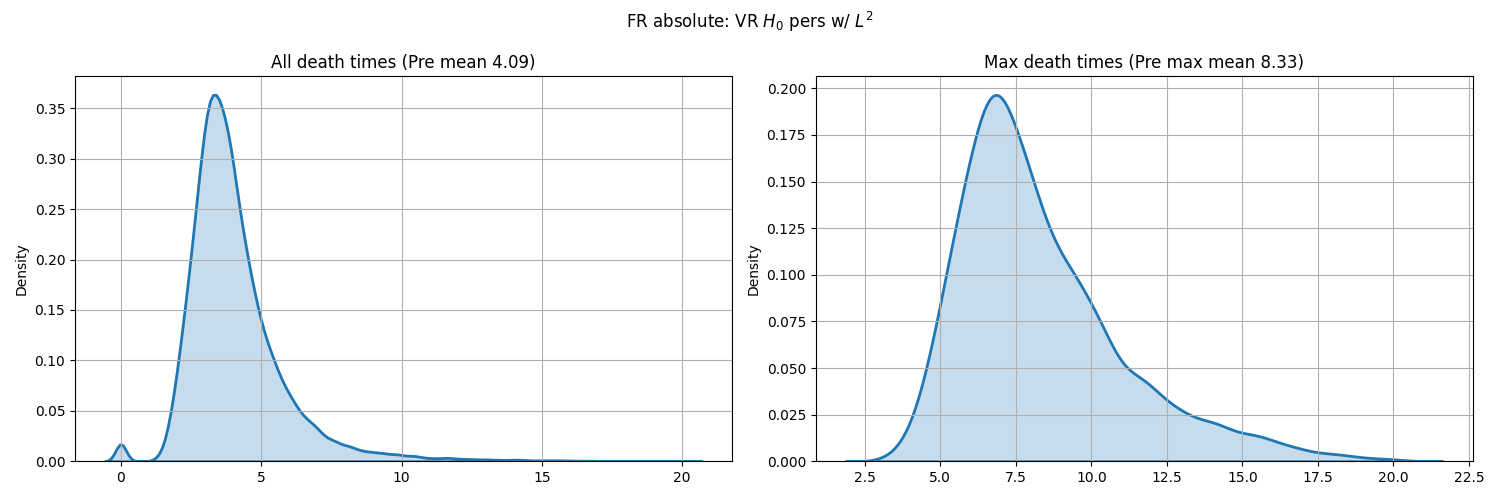 FR absolute: VR H₀ pers w/ L²
All death times (Pre mean 4.09)
Density
0.35
0.30
0.25
0.20
0.15
0.10
0.05
0.00
0 5 10 15 20
Max death times (Pre max mean 8.33)
Density
0.200
0.175
0.150
0.125
0.100
0.075
0.050
0.025
0.000
2.5 5.0 7.5 10.0 12.5 15.0 17.5 20.0 22.5